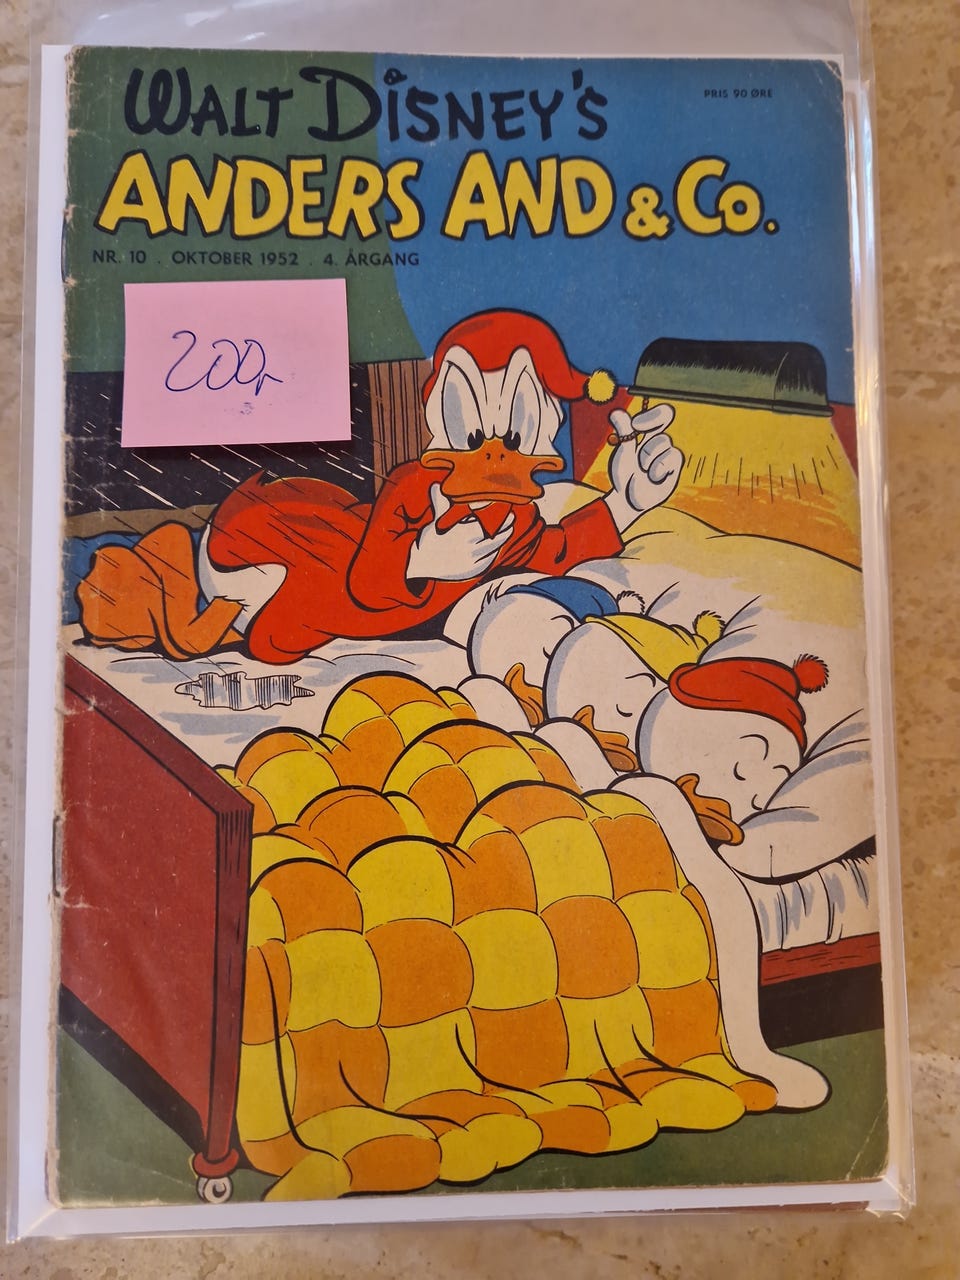 WALT DISNEY'S
PRIS 90 ØRE
ANDERS AND & CO.
NR. 10 . OKTOBER 1952 . 4. ÅRGANG
200,-